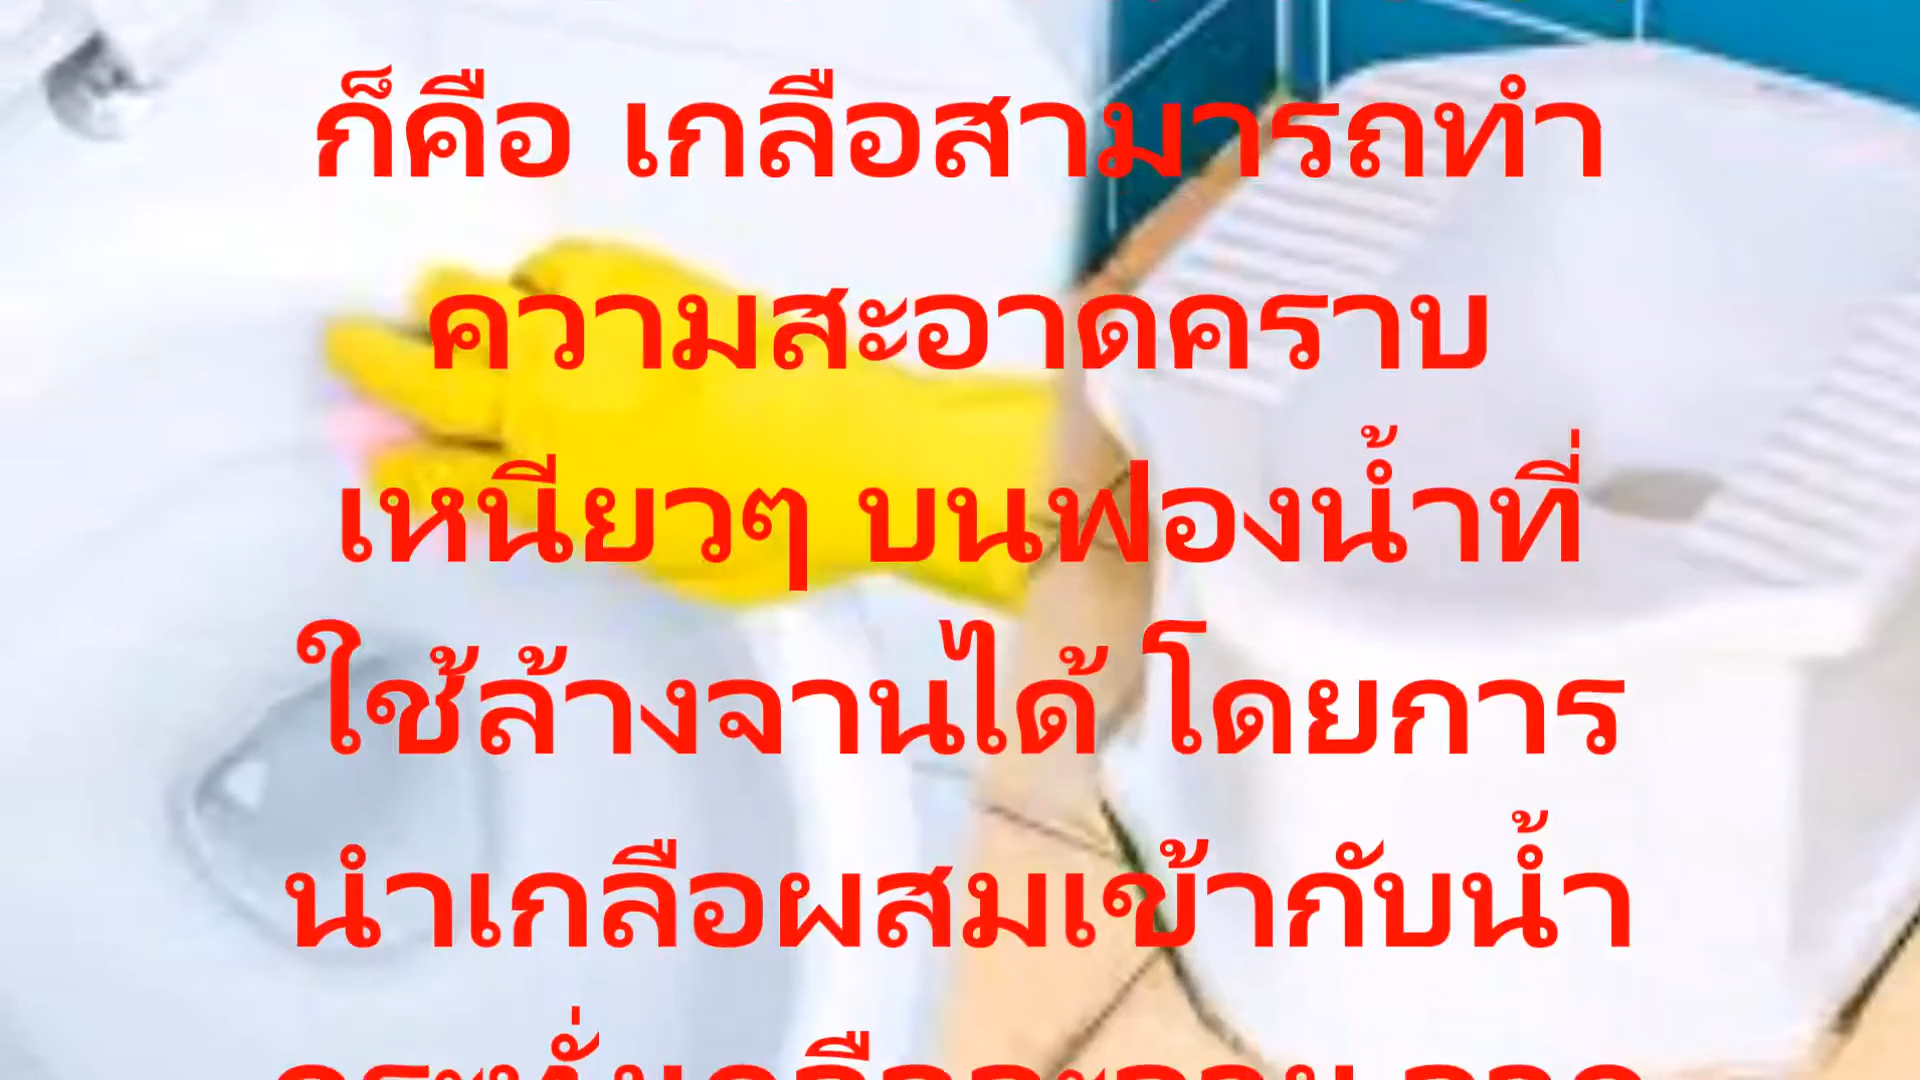 ก็คือ เกลือสามารถทำ
ความสะอาดคราบ
เหนียวๆ บนฟองน้ำที่
ใช้ล้างจานได้ โดยการ
นำเกลือผสมเข้ากับน้ำ